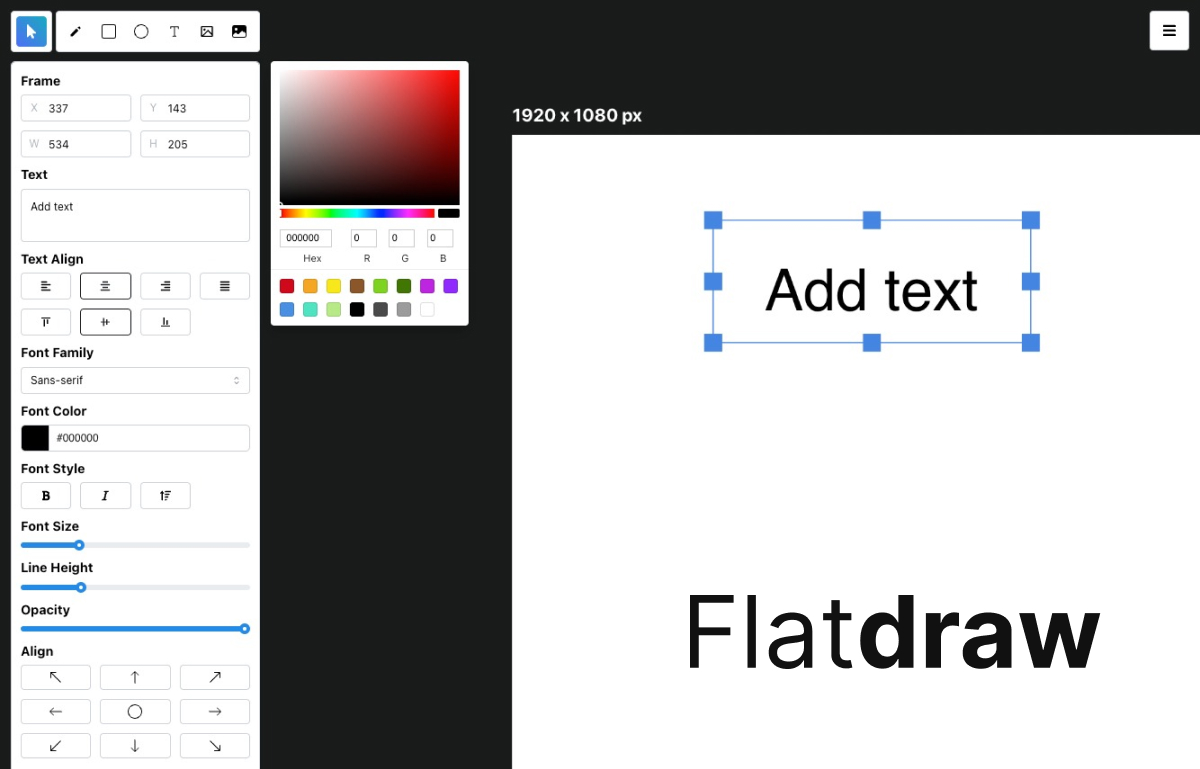 T
Frame
X 337 Y 143
W 534 H 205
Text
Add text
Text Align
Font Family
Sans-serif
Font Color
#000000
Font Style
B I
Font Size
Line Height
Opacity
Align
000000 0 0 0
Hex R G B
1920 x 1080 px
Add text
Flatdraw